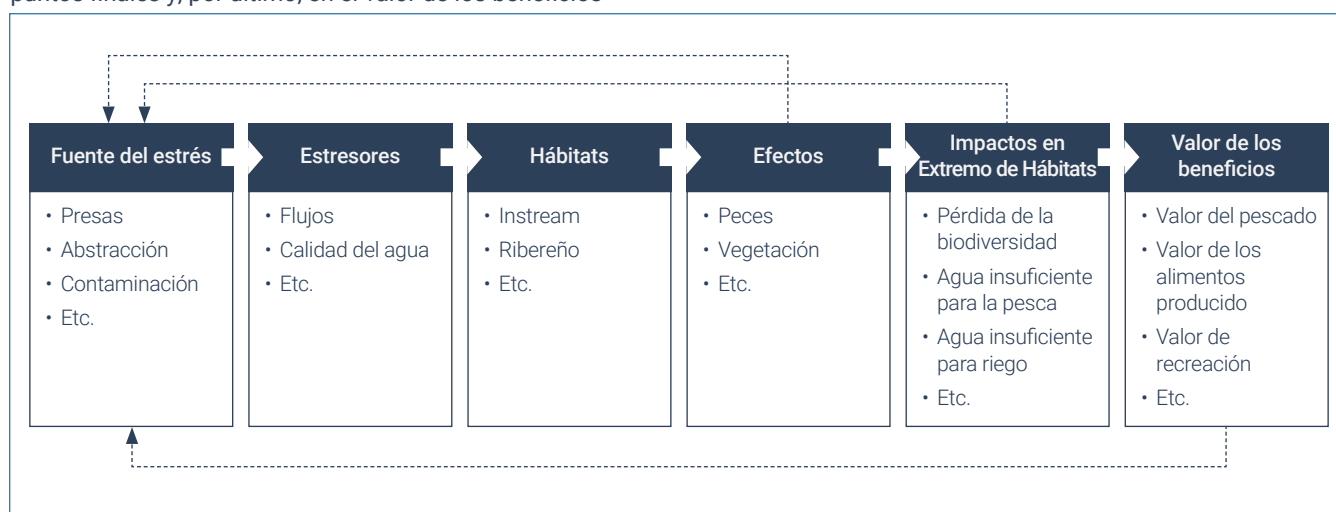 puntos finales y, por último, en el valor de los beneficios
Fuente del estrés
• Presas
• Abstracción
• Contaminación
• Etc.
Estresores
• Flujos
• Calidad del agua
• Etc.
Hábitats
• Instream
• Ribereño
• Etc.
Efectos
• Peces
• Vegetación
• Etc.
Impactos en
Extremo de Hábitats
• Pérdida de la
biodiversidad
• Agua insuficiente
para la pesca
• Agua insuficiente
para riego
• Etc.
Valor de los
beneficios
• Valor del pescado
• Valor de los
alimentos
producido
• Valor de
recreación
• Etc.